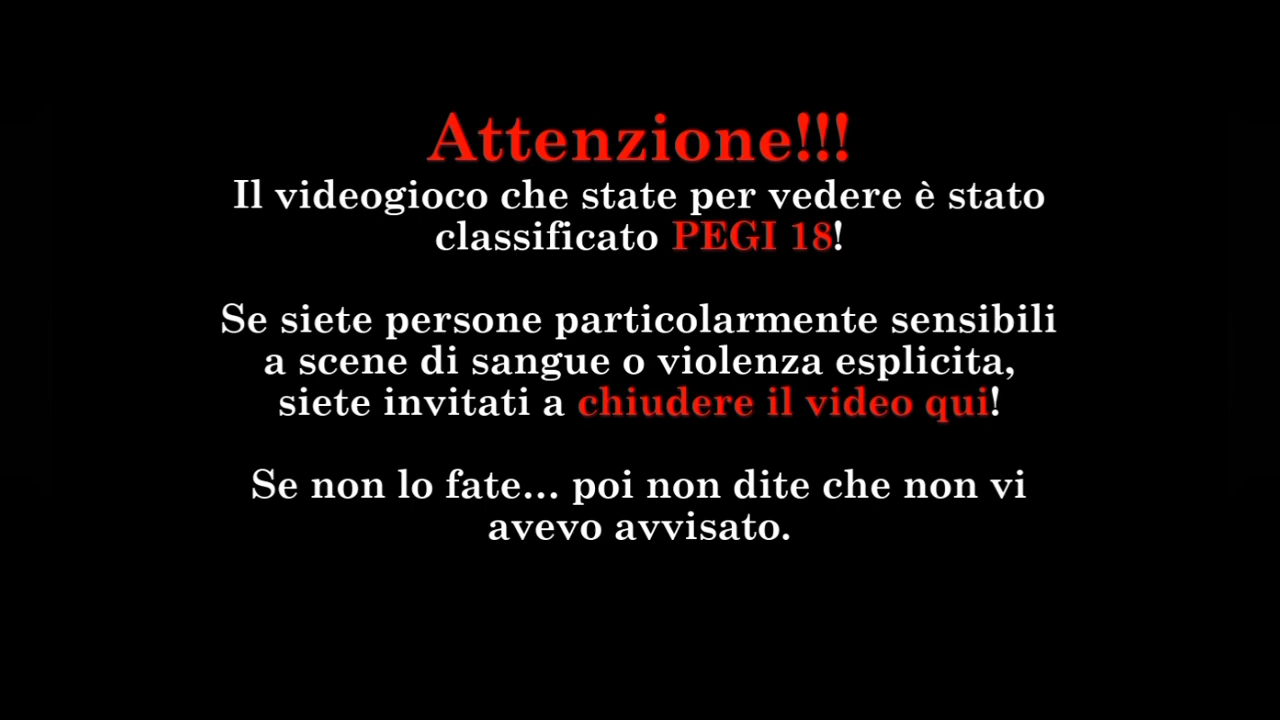 Attenzione!!!
Il videogioco che state per vedere è stato
classificato PEGI 18!
Se siete persone particolarmente sensibili
a scene di sangue o violenza esplicita,
siete invitati a chiudere il video qui!
Se non lo fate... poi non dite che non vi
avevo avvisato.